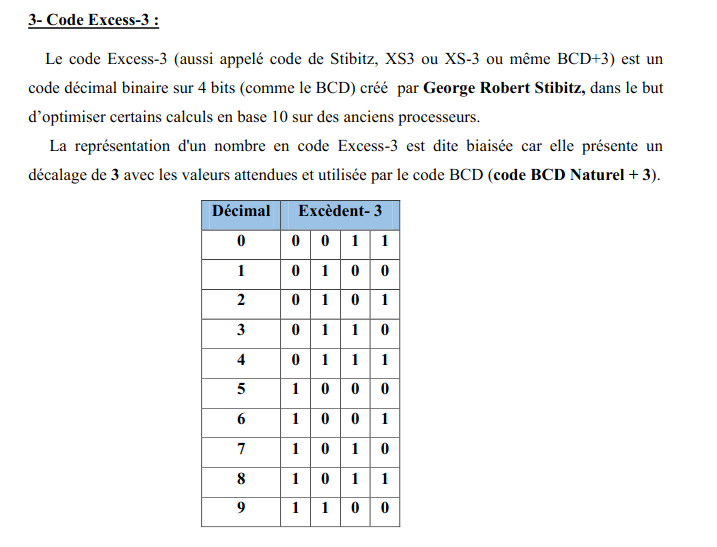 3- Code Excess-3 :
Le code Excess-3 (aussi appelé code de Stibitz, XS3 ou XS-3 ou même BCD+3) est un
code décimal binaire sur 4 bits (comme le BCD) créé par George Robert Stibitz, dans le but
d'optimiser certains calculs en base 10 sur des anciens processeurs.
La représentation d'un nombre en code Excess-3 est dite biaisée car elle présente un
décalage de 3 avec les valeurs attendues et utilisée par le code BCD (code BCD Naturel + 3).
Décimal Excèdent- 3
0 0 0 1 1
1 0 1 0 0
2 0 1 0 1
3 0 1 1 0
4 0 1 1 1
5 1 0 0 0
6 1 0 0 1
7 1 0 1 0
8 1 0 1 1
9 1 1 0 0